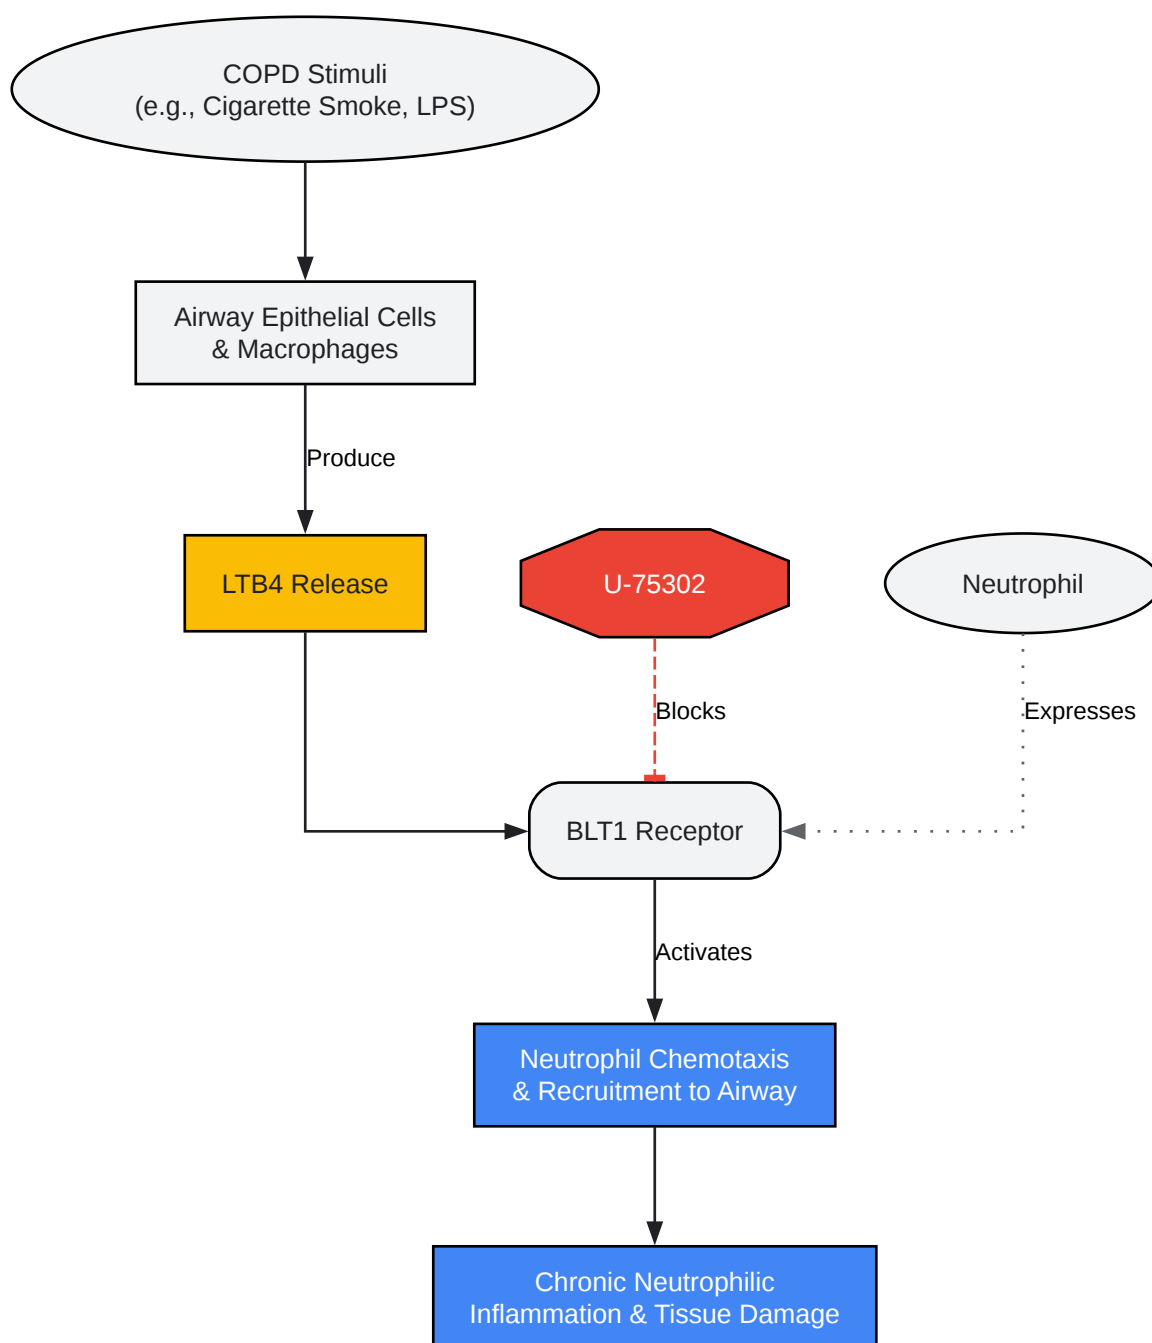 COPD Stimuli
(e.g., Cigarette Smoke, LPS)
Airway Epithelial Cells
& Macrophages
Produce
LTB4 Release
U-75302
Neutrophil
Blocks
Expresses
BLT1 Receptor
Activates
Neutrophil Chemotaxis
& Recruitment to Airway
Chronic Neutrophilic
Inflammation & Tissue Damage